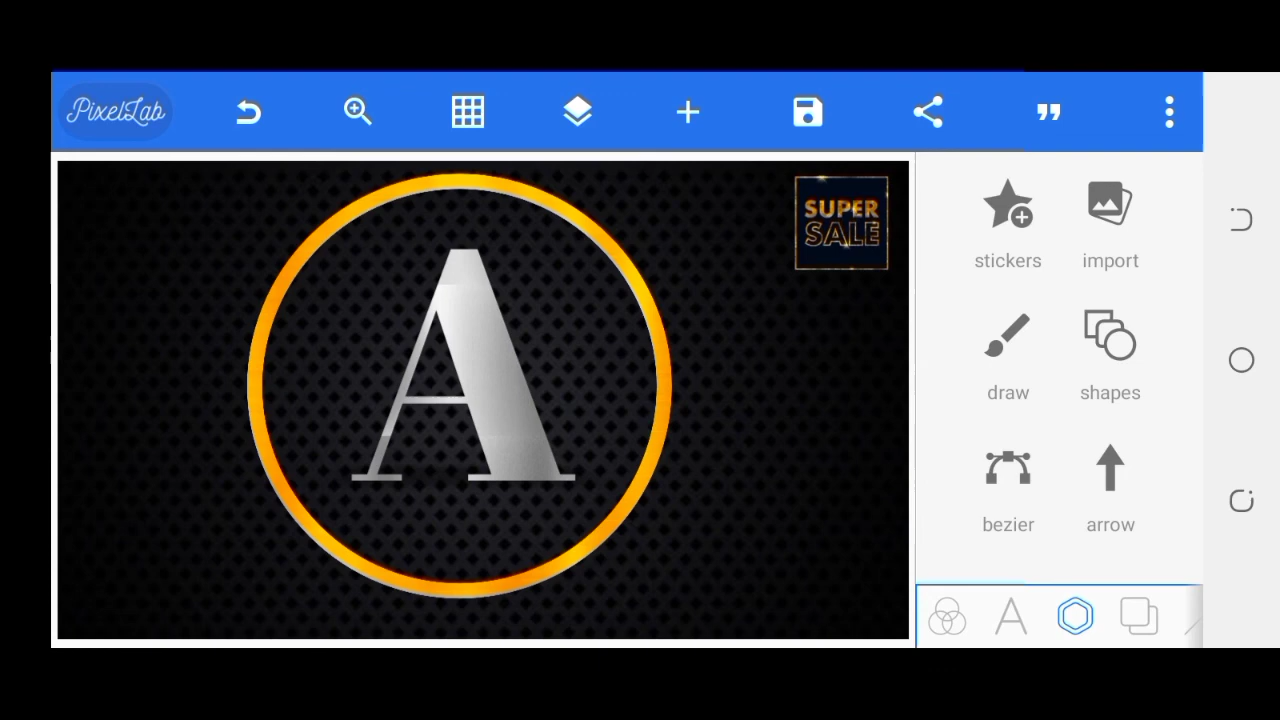 PixelLab
SUPER
SALE
A
stickers
import
draw
shapes
bezier
arrow